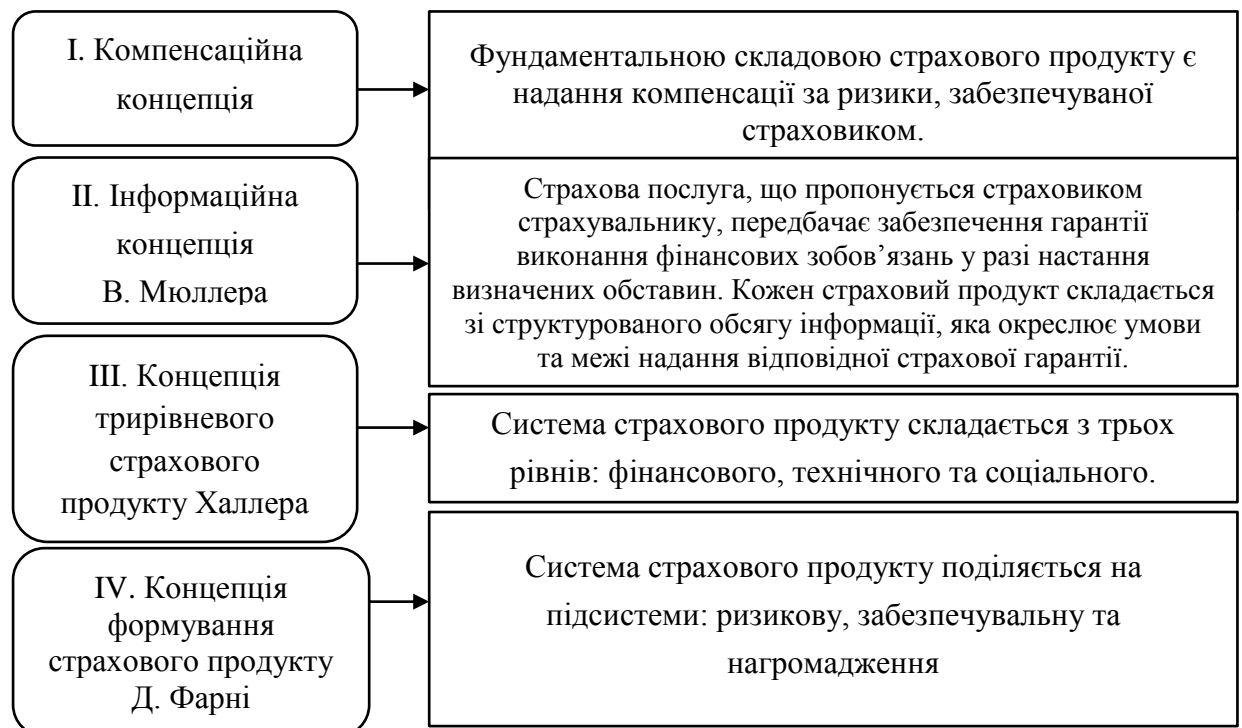 I. Компенсаційна
концепція
Фундаментальною складовою страхового продукту є
надання компенсації за ризики, забезпечуваної
страховиком.
II. Інформаційна
концепція
В. Мюллера
Страхова послуга, що пропонується страховиком
страхувальнику, передбачає забезпечення гарантії
виконання фінансових зобов’язань у разі настання
визначених обставин. Кожен страховий продукт складається
зі структурованого обсягу інформації, яка окреслює умови
та межі надання відповідної страхової гарантії.
III. Концепція
трирівневого
страхового
продукту Халлера
Система страхового продукту складається з трьох
рівнів: фінансового, технічного та соціального.
IV. Концепція
формування
страхового продукту
Д. Фарні
Система страхового продукту поділяється на
підсистеми: ризикову, забезпечувальну та
нагромадження